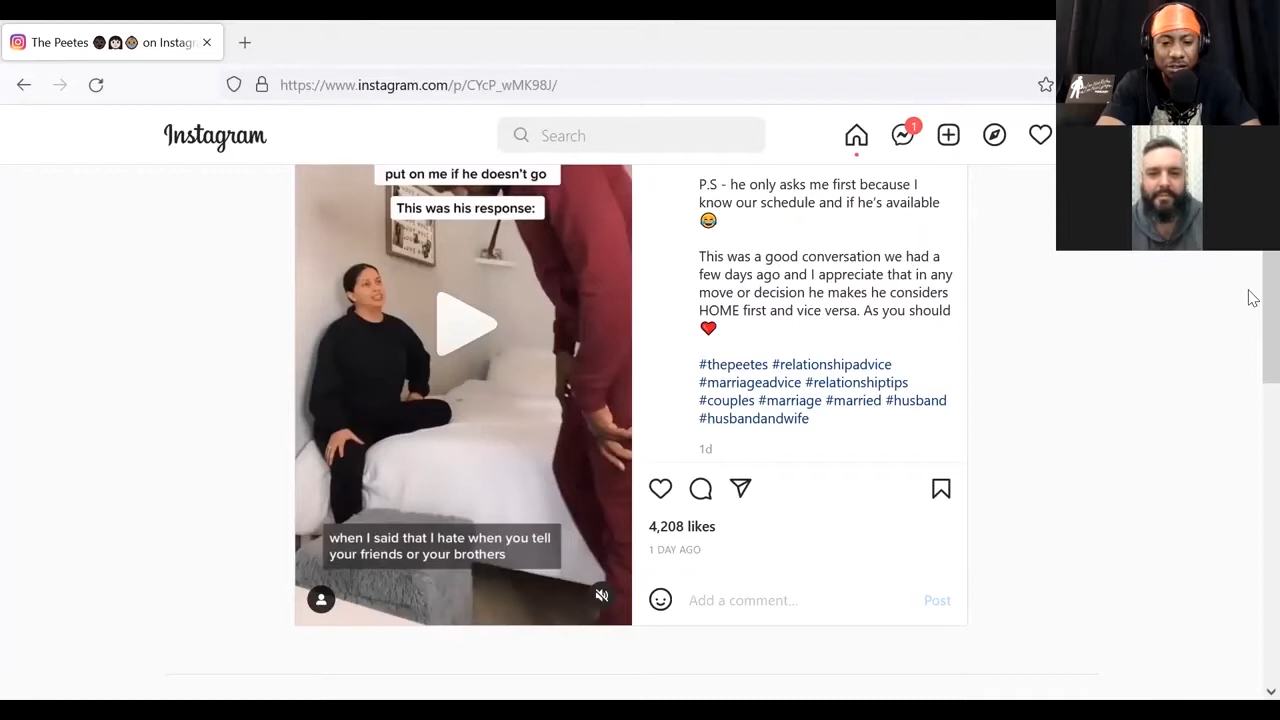 The Peetes 🧑🏿👩🏻👶🏽 on Instagr
https://www.instagram.com/p/CYcP_wMK98J/
Instagram
Search
1
put on me if he doesn't go
This was his response:
when I said that I hate when you tell
your friends or your brothers
P.S - he only asks me first because I
know our schedule and if he's available
😂
This was a good conversation we had a
few days ago and I appreciate that in any
move or decision he makes he considers
HOME first and vice versa. As you should
❤️
#thepeetes #relationshipadvice
#marriageadvice #relationshiptips
#couples #marriage #married #husband
#husbandandwife
1d
4,208 likes
1 DAY AGO
Add a comment...
Post